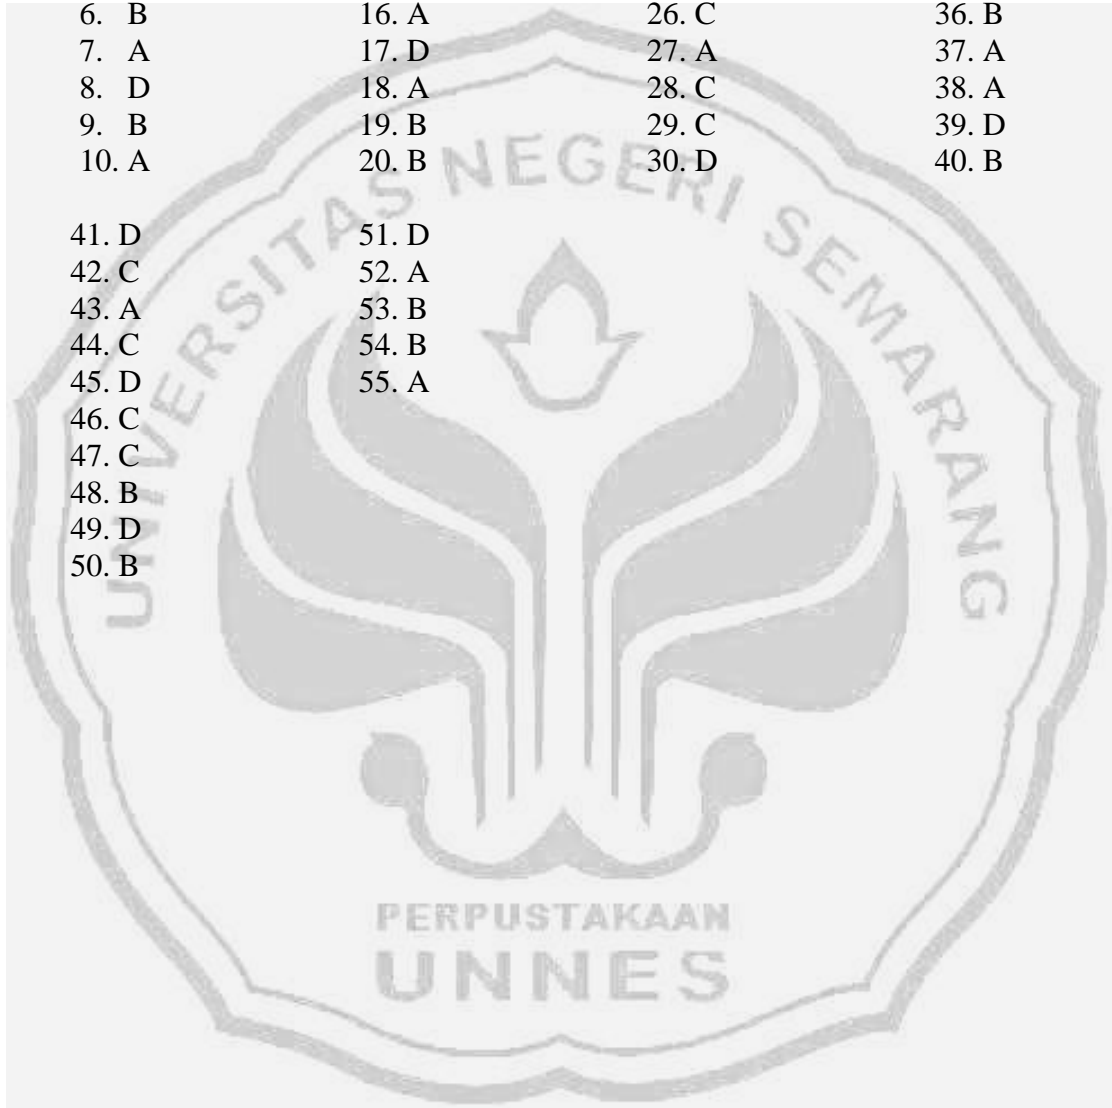 6. B 16. A 26. C 36. B
7. A 17. D 27. A 37. A
8. D 18. A 28. C 38. A
9. B 19. B 29. C 39. D
10. A 20. B 30. D 40. B
41. D 51. D
42. C 52. A
43. A 53. B
44. C 54. B
45. D 55. A
46. C
47. C
48. B
49. D
50. B
UNIVERSITAS NEGERI SEMARANG
PERPUSTAKAAN
UNNES